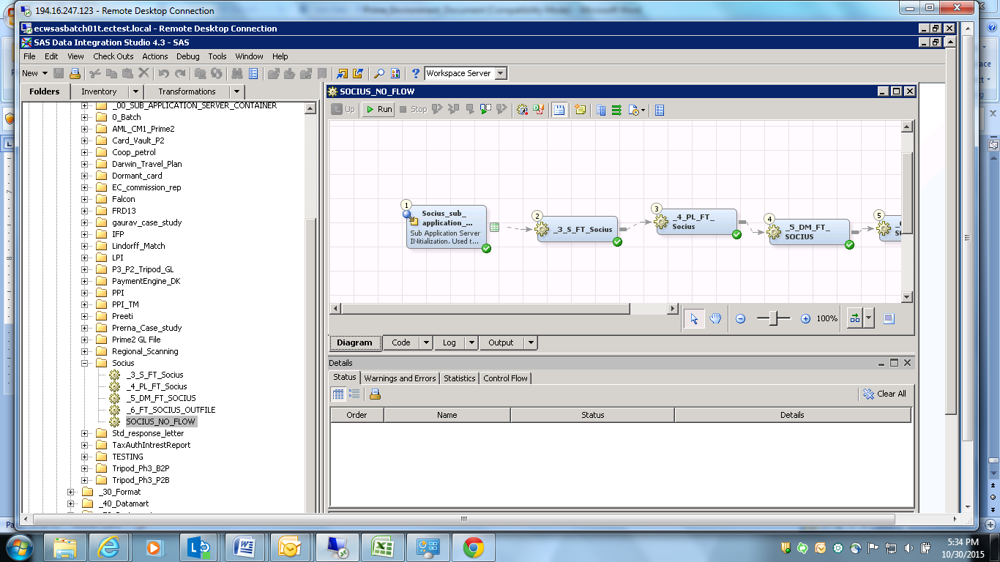 194.16.247.123 - Remote Desktop Connection
ecwsasbatch01t.ectest.local - Remote Desktop Connection
SAS Data Integration Studio 4.3 - SAS
File Edit View Check Outs Actions Debug Tools Window Help
New
Workspace Server
Folders Inventory Transformations
_00_SUB_APPLICATION_SERVER_CONTAINER
0_Batch
AML_CM1_Prime2
Card_Vault_P2
Coop_petrol
Darwin_Travel_Plan
Dormant_card
EC_commission_rep
Falcon
FRD13
gaurav_case_study
IFP
Lindorff_Match
LPI
P3_P2_Tripod_GL
PaymentEngine_DK
PPI
PPI_TM
Preeti
Prerna_Case_study
Prime2 GL File
Regional_Scanning
Socius
_3_S_FT_Socius
_4_PL_FT_Socius
_5_DM_FT_SOCIUS
_6_FT_SOCIUS_OUTFILE
SOCIUS_NO_FLOW
Std_response_letter
TaxAuthIntrestReport
TESTING
Tripod_Ph3_B2P
Tripod_Ph3_P2B
_30_Format
_40_Datamart
SOCIUS_NO_FLOW
Up Run Stop
1
Socius_sub_
application_...
Sub Application Server
INitialization. Used t...
2
_3_S_FT_Socius
3
_4_PL_FT_
Socius
4
_5_DM_FT_
SOCIUS
5
100%
Diagram Code Log Output
Details
Status Warnings and Errors Statistics Control Flow
Clear All
Order Name Status Details
5:34 PM
10/30/2015